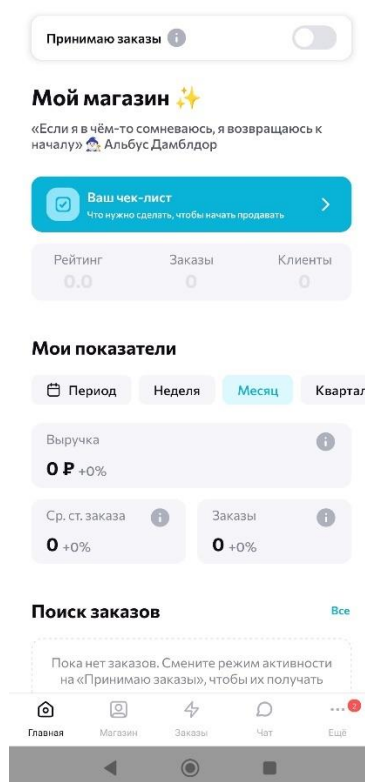 Принимаю заказы
Мой магазин ✨
«Если я в чём-то сомневаюсь, я возвращаюсь к
началу» 🧙‍♂️ Альбус Дамблдор
Ваш чек-лист
Что нужно сделать, чтобы начать продавать
Рейтинг Заказы Клиенты
0.0 0 0
Мои показатели
Период Неделя Месяц Квартал
Выручка
0 ₽ +0%
Ср. ст. заказа Заказы
0 +0% 0 +0%
Поиск заказов Все
Пока нет заказов. Смените режим активности
на «Принимаю заказы», чтобы их получать
2
Главная Магазин Заказы Чат Ещё